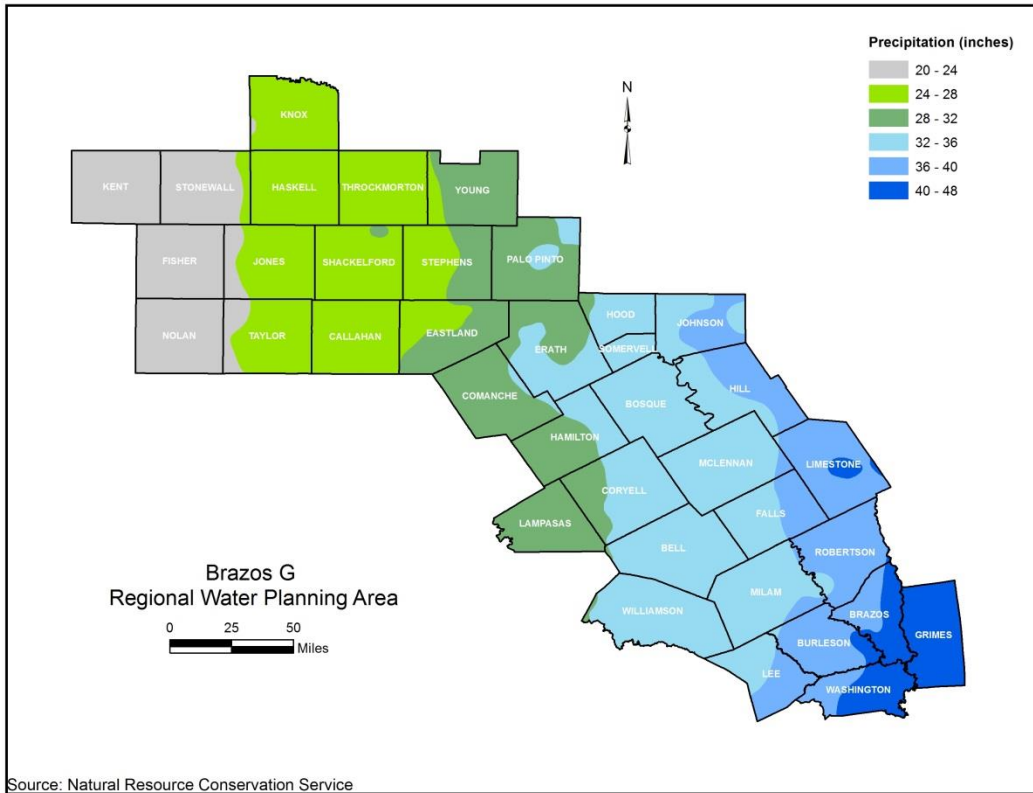 Precipitation (inches)
20 - 24
24 - 28
28 - 32
32 - 36
36 - 40
40 - 48
N
KNOX
KENT
STONEWALL
HASKELL
THROCKMORTON
YOUNG
FISHER
JONES
SHACKELFORD
STEPHENS
PALO PINTO
NOLAN
TAYLOR
CALLAHAN
EASTLAND
HOOD
JOHNSON
ERATH
SOMERVELL
HILL
COMANCHE
BOSQUE
HAMILTON
MCLENNAN
LIMESTONE
CORYELL
LAMPASAS
FALLS
BELL
ROBERTSON
MILAM
WILLIAMSON
BRAZOS
GRIMES
BURLESON
LEE
WASHINGTON
Brazos G
Regional Water Planning Area
0 25 50
Miles
Source: Natural Resource Conservation Service